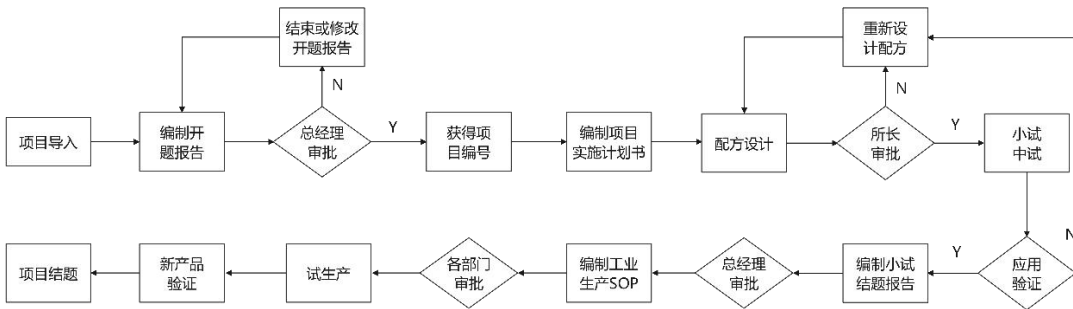 结束或修改
开题报告
重新设
计配方
N
N
项目导入
编制开
题报告
总经理
审批
Y
获得项
目编号
编制项目
实施计划书
配方设计
所长
审批
Y
小试
中试
N
项目结题
新产品
验证
试生产
各部门
审批
编制工业
生产SOP
总经理
审批
编制小试
结题报告
Y
应用
验证